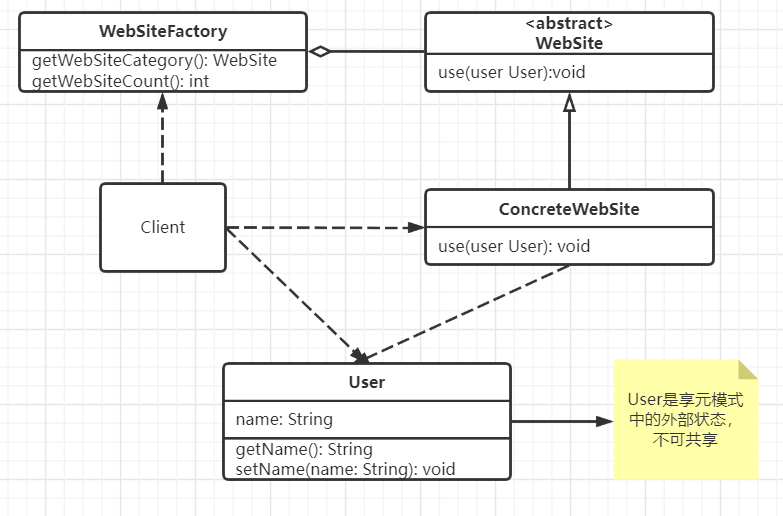 WebSiteFactory
getWebSiteCategory(): WebSite
getWebSiteCount(): int
<abstract>
WebSite
use(user User):void
Client
ConcreteWebSite
use(user User): void
User
name: String
getName(): String
setName(name: String): void
User是享元模式
中的外部状态，
不可共享